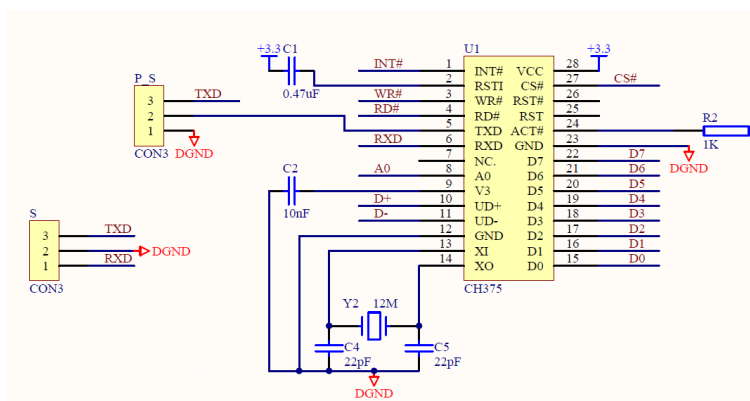 +3.3
C1
0.47uF
P_S
3
2
1
CON3
TXD
DGND
S
3
2
1
CON3
TXD
DGND
RXD
INT#
WR#
RD#
RXD
A0
D+
D-
C2
10nF
U1
1 INT# VCC 28
2 RSTI CS# 27
3 WR# RST# 26
4 RD# RST 25
5 TXD ACT# 24
6 RXD GND 23
7 NC. D7 22
8 A0 D6 21
9 V3 D5 20
10 UD+ D4 19
11 UD- D3 18
12 GND D2 17
13 XI D1 16
14 XO D0 15
CH375
+3.3
CS#
R2
1K
DGND
D7
D6
D5
D4
D3
D2
D1
D0
Y2 12M
C4
22pF
C5
22pF
DGND